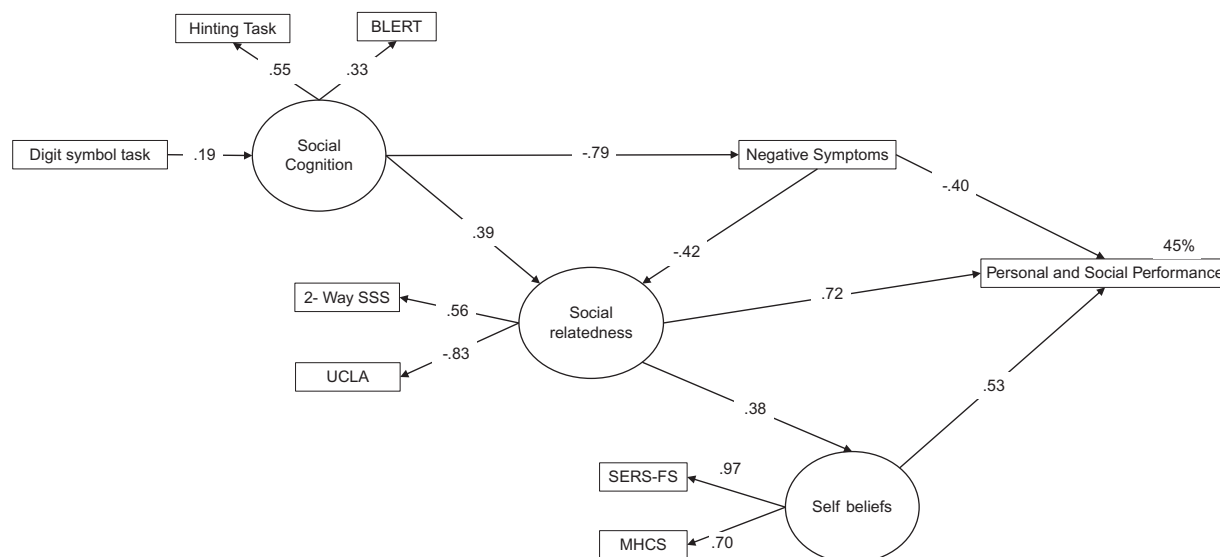 Hinting Task
BLERT
.55
.33
Digit symbol task
.19
Social
Cognition
-.79
Negative Symptoms
-.40
.39
-.42
45%
Personal and Social Performance
2- Way SSS
.56
Social
relatedness
.72
UCLA
-.83
.38
.53
SERS-FS
.97
Self beliefs
MHCS
.70